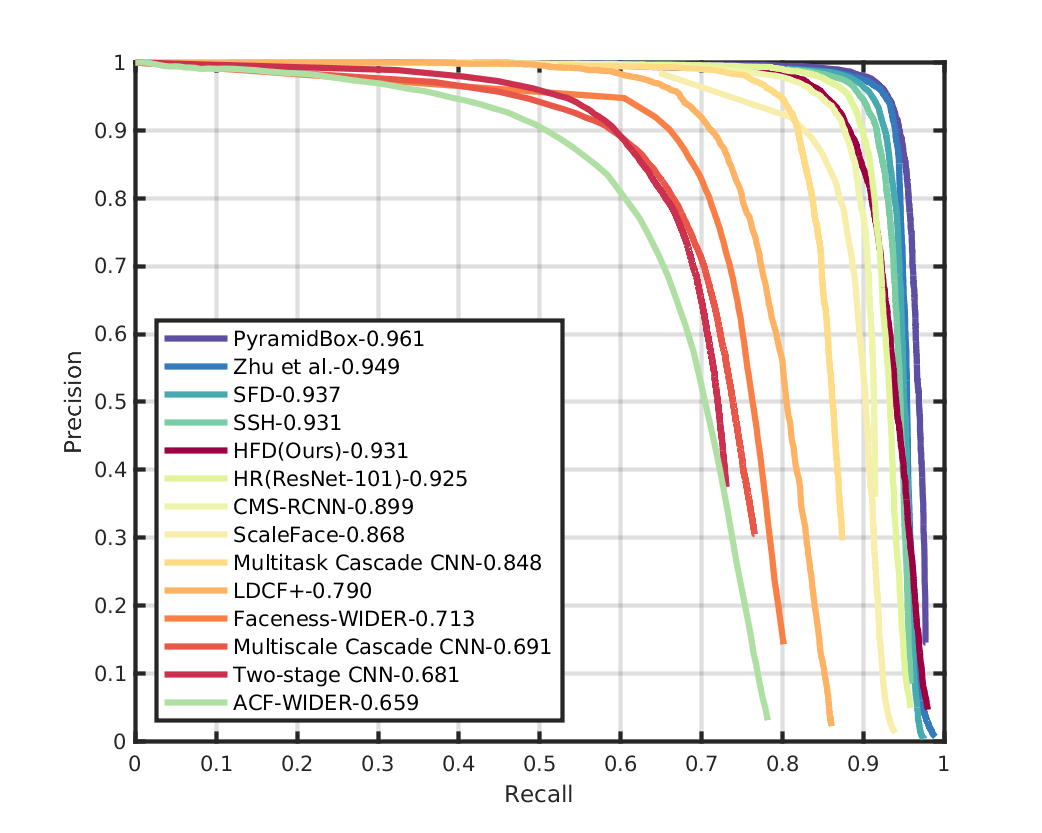 1
0.9
0.8
0.7
0.6
0.5
0.4
0.3
0.2
0.1
0
Precision
PyramidBox-0.961
Zhu et al.-0.949
SFD-0.937
SSH-0.931
HFD(Ours)-0.931
HR(ResNet-101)-0.925
CMS-RCNN-0.899
ScaleFace-0.868
Multitask Cascade CNN-0.848
LDCF+-0.790
Faceness-WIDER-0.713
Multiscale Cascade CNN-0.691
Two-stage CNN-0.681
ACF-WIDER-0.659
0 0.1 0.2 0.3 0.4 0.5 0.6 0.7 0.8 0.9 1
Recall